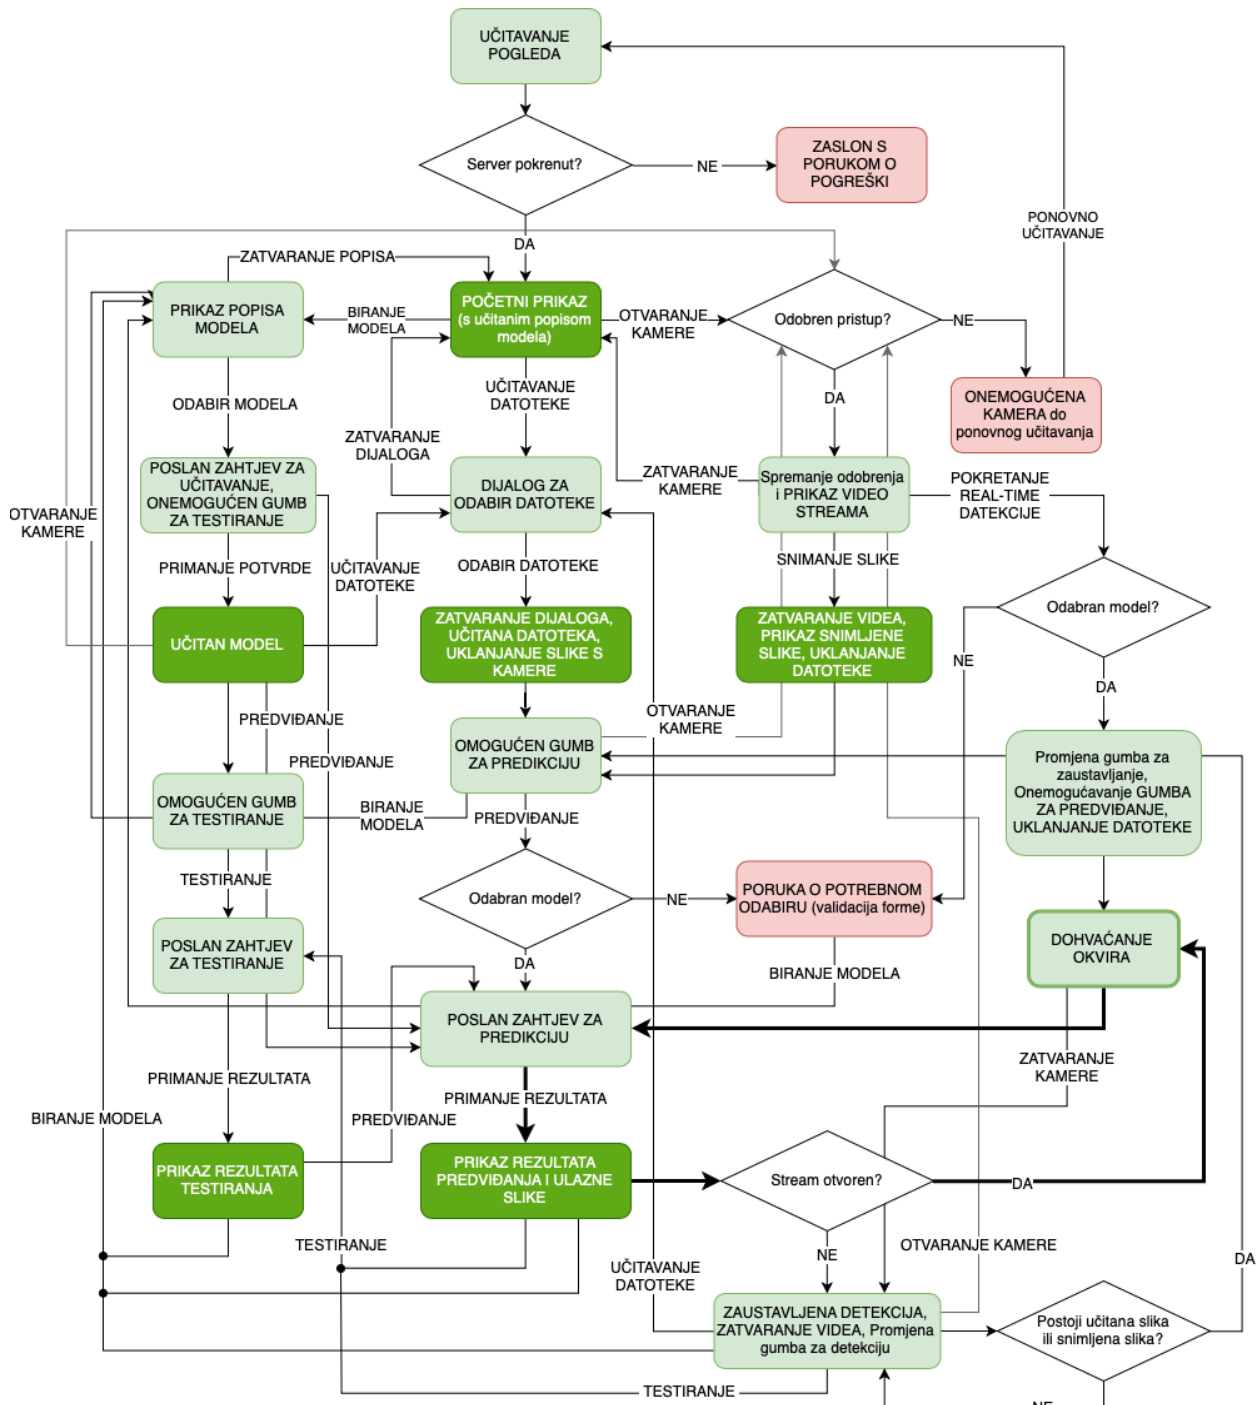 UČITAVANJE
POGLEDA
Server pokrenut?
NE
ZASLON S
PORUKOM O
POGREŠKI
PONOVNO
UČITAVANJE
DA
ZATVARANJE POPISA
PRIKAZ POPISA
MODELA
BIRANJE
MODELA
POČETNI PRIKAZ
(s učitanim popisom
modela)
OTVARANJE
KAMERE
Odobren pristup?
NE
UČITAVANJE
DATOTEKE
DA
ONEMOGUĆENA
KAMERA do
ponovnog učitavanja
ODABIR MODELA
ZATVARANJE
DIJALOGA
POSLAN ZAHTJEV ZA
UČITAVANJE,
ONEMOGUĆEN GUMB
ZA TESTIRANJE
DIJALOG ZA
ODABIR DATOTEKE
ZATVARANJE
KAMERE
Spremanje odobrenja
i PRIKAZ VIDEO
STREAMA
POKRETANJE
REAL-TIME
DATEKCIJE
OTVARANJE
KAMERE
PRIMANJE POTVRDE
UČITAVANJE
DATOTEKE
ODABIR DATOTEKE
SNIMANJE SLIKE
UČITAN MODEL
ZATVARANJE DIJALOGA,
UČITANA DATOTEKA,
UKLANJANJE SLIKE S
KAMERE
ZATVARANJE VIDEA,
PRIKAZ SNIMLJENE
SLIKE, UKLANJANJE
DATOTEKE
Odabran model?
NE
DA
PREDVIĐANJE
OTVARANJE
KAMERE
PREDVIĐANJE
OMOGUĆEN GUMB
ZA PREDIKCIJU
Promjena gumba za
zaustavljanje,
Onemogućavanje GUMBA
ZA PREDVIĐANJE,
UKLANJANJE DATOTEKE
OMOGUĆEN GUMB
ZA TESTIRANJE
BIRANJE
MODELA
PREDVIĐANJE
TESTIRANJE
Odabran model?
NE
PORUKA O POTREBNOM
ODABIRU (validacija forme)
POSLAN ZAHTJEV
ZA TESTIRANJE
DA
BIRANJE MODELA
DOHVAĆANJE
OKVIRA
POSLAN ZAHTJEV ZA
PREDIKCIJU
PRIMANJE REZULTATA
PRIMANJE REZULTATA
ZATVARANJE
KAMERE
BIRANJE MODELA
PREDVIĐANJE
PRIKAZ REZULTATA
TESTIRANJA
PRIKAZ REZULTATA
PREDVIĐANJA I ULAZNE
SLIKE
Stream otvoren?
DA
TESTIRANJE
NE
OTVARANJE KAMERE
UČITAVANJE
DATOTEKE
DA
ZAUSTAVLJENA DETEKCIJA,
ZATVARANJE VIDEA, Promjena
gumba za detekciju
Postoji učitana slika
ili snimljena slika?
TESTIRANJE
NE